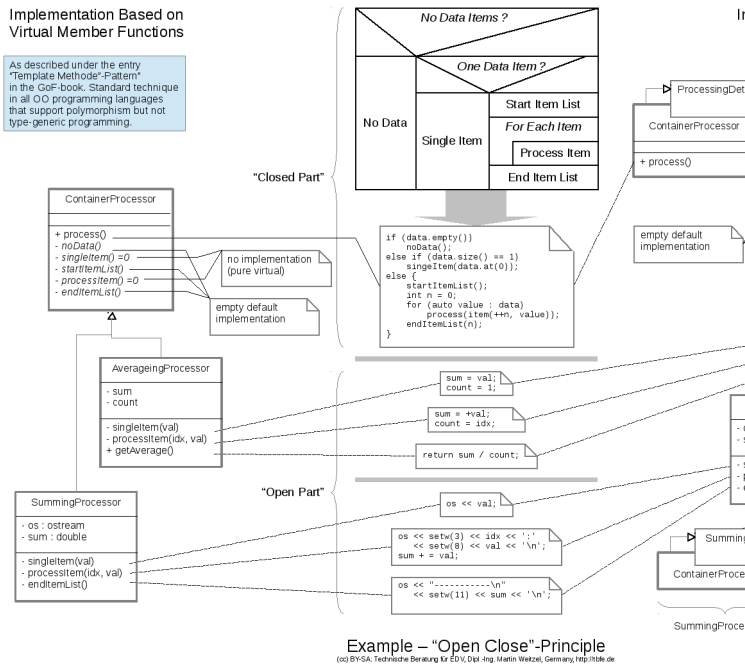 Implementation Based on
Virtual Member Functions
As described under the entry
"Template Methode"-Pattern"
in the GoF-book. Standard technique
in all OO programming languages
that support polymorphism but not
type-generic programming.
No Data Items ?
One Data Item ?
No Data
Single Item
Start Item List
For Each Item
Process Item
End Item List
"Closed Part"
ContainerProcessor
+ process()
- noData()
- singleItem() =0
- startItemList()
- processItem() =0
- endItemList()
no implementation
(pure virtual)
empty default
implementation
if (data.empty())
noData();
else if (data.size() == 1)
singeItem(data.at(0));
else {
startItemList();
int n = 0;
for (auto value : data)
process(item(++n, value));
endItemList(n);
}
ContainerProcessor
+ process()
empty default
implementation
AverageingProcessor
- sum
- count
- singleItem(val)
- processItem(idx, val)
+ getAverage()
sum = val;
count = 1;
sum = +val;
count = idx;
return sum / count;
"Open Part"
SummingProcessor
- os : ostream
- sum : double
- singleItem(val)
- processItem(idx, val)
- endItemList()
os << val;
os << setw(3) << idx << ':'
<< setw(8) << val << '\n';
sum + = val;
os << "-----------\n"
<< setw(11) << sum << '\n';
Example – "Open Close"-Principle
(cc) BY-SA: Technische Beratung für EDV, Dipl.-Ing. Martin Weitzel, Germany, http://tbfe.de